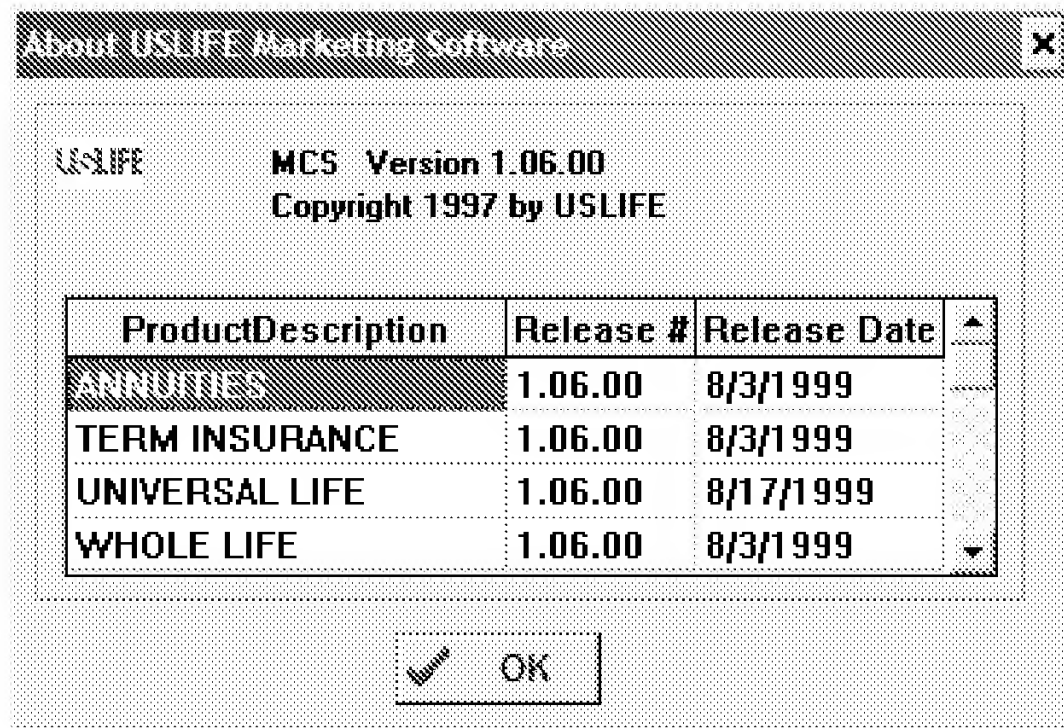 About USLIFE Marketing Software
USLIFE
MCS Version 1.06.00
Copyright 1997 by USLIFE
ProductDescription Release # Release Date
ANNUITIES 1.06.00 8/3/1999
TERM INSURANCE 1.06.00 8/3/1999
UNIVERSAL LIFE 1.06.00 8/17/1999
WHOLE LIFE 1.06.00 8/3/1999
OK